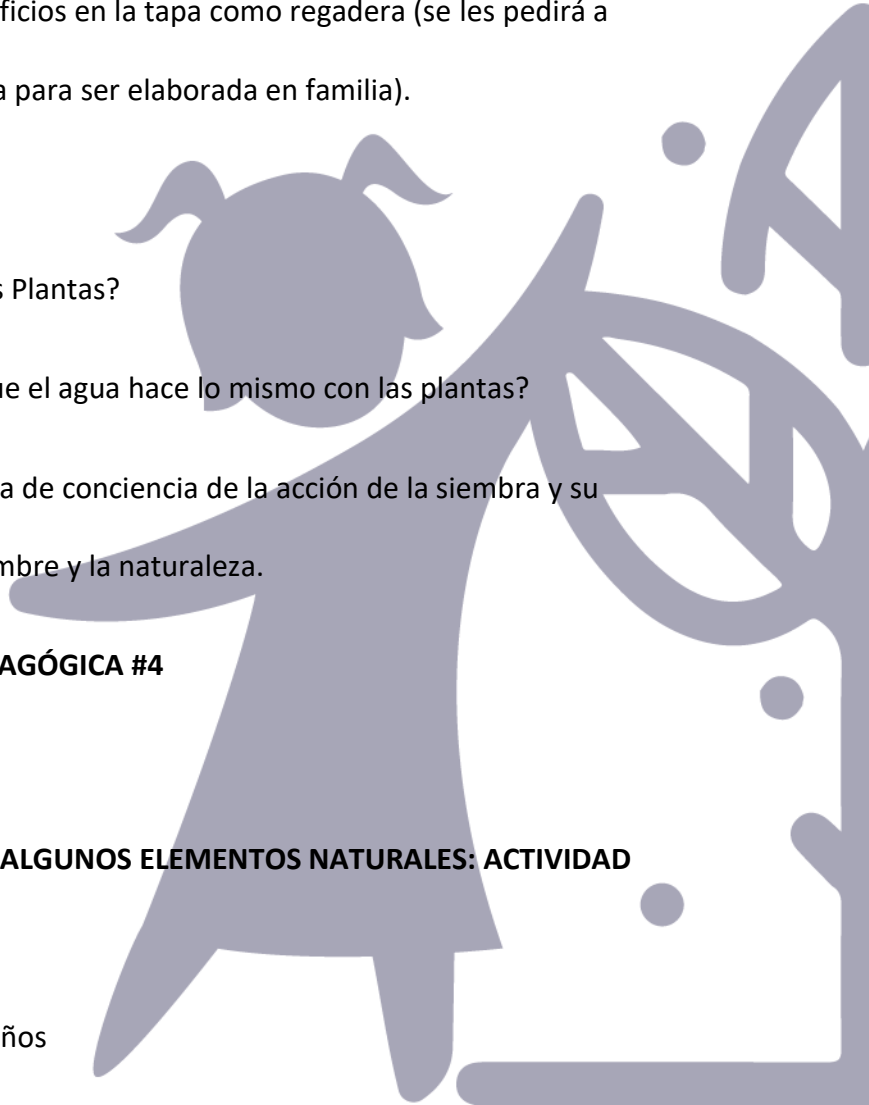 ficios en la tapa como regadera (se les pedirá a
a para ser elaborada en familia).
s Plantas?
ue el agua hace lo mismo con las plantas?
a de conciencia de la acción de la siembra y su
mbre y la naturaleza.
AGÓGICA #4
ALGUNOS ELEMENTOS NATURALES: ACTIVIDAD
ños